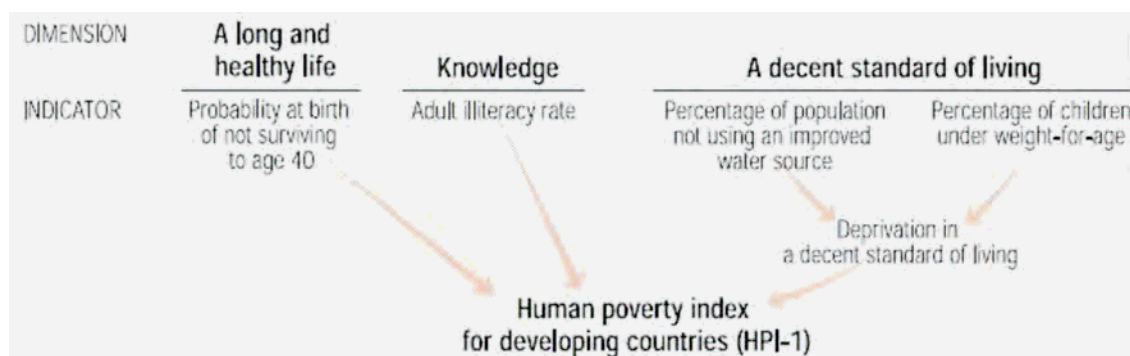 DIMENSION
A long and
healthy life
Knowledge
A decent standard of living
INDICATOR
Probability at birth
of not surviving
to age 40
Adult illiteracy rate
Percentage of population
not using an improved
water source
Percentage of children
under weight-for-age
Deprivation in
a decent standard of living
Human poverty index
for developing countries (HPI-1)